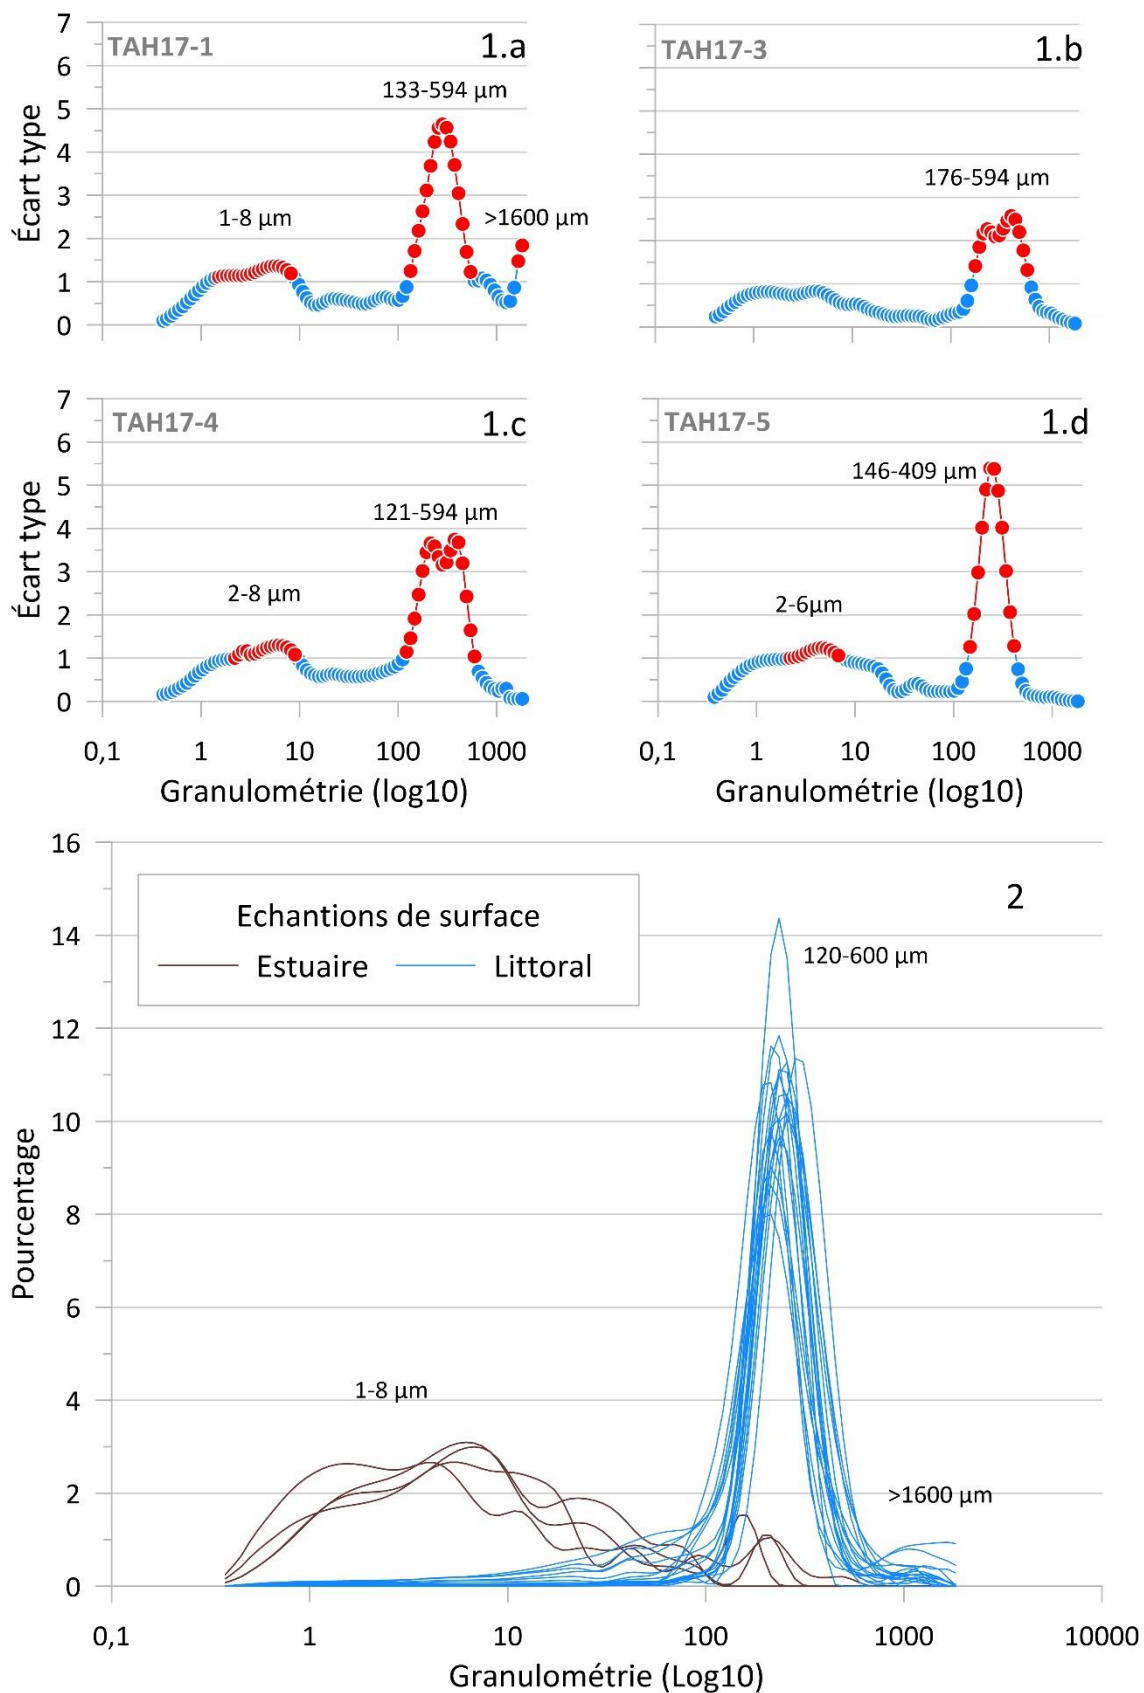 TAH17-1
1.a
133-594 µm
1-8 µm
>1600 µm
Écart type
7
6
5
4
3
2
1
0
TAH17-3
1.b
176-594 µm
TAH17-4
1.c
121-594 µm
2-8 µm
Écart type
7
6
5
4
3
2
1
0
0,1 1 10 100 1000
Granulométrie (log10)
TAH17-5
1.d
146-409 µm
2-6µm
0,1 1 10 100 1000
Granulométrie (log10)
2
Echantions de surface
Estuaire Littoral
120-600 µm
1-8 µm
>1600 µm
Pourcentage
16
14
12
10
8
6
4
2
0
0,1 1 10 100 1000 10000
Granulométrie (Log10)